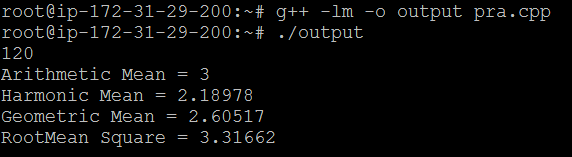 root@ip-172-31-29-200:~# g++ -lm -o output pra.cpp
root@ip-172-31-29-200:~# ./output
120
Arithmetic Mean = 3
Harmonic Mean = 2.18978
Geometric Mean = 2.60517
RootMean Square = 3.31662